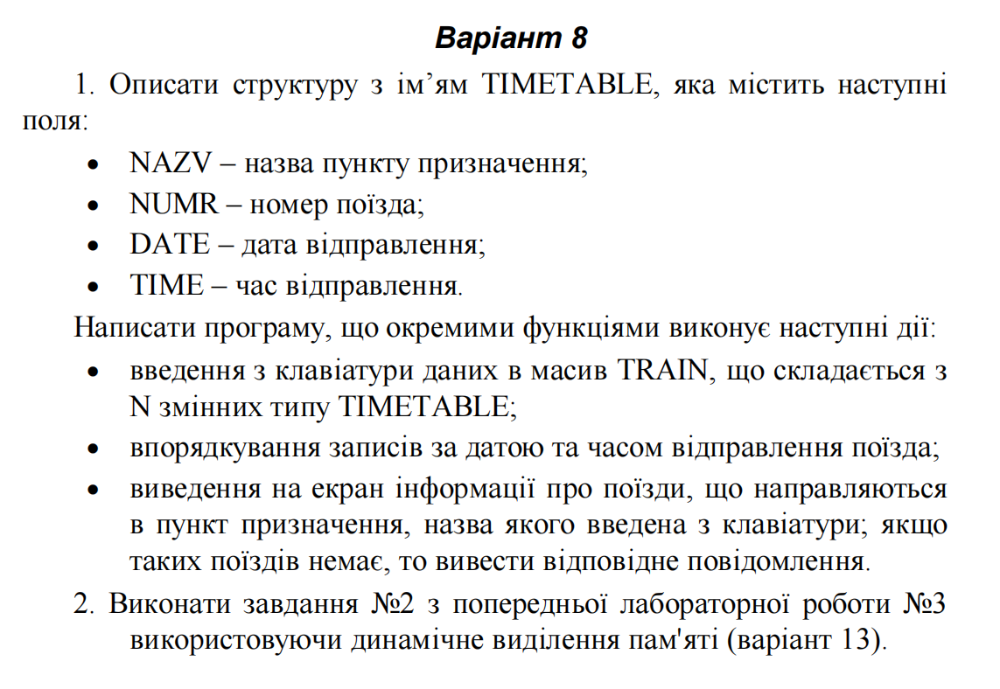 Варіант 8
1. Описати структуру з ім’ям TIMETABLE, яка містить наступні
поля:
• NAZV – назва пункту призначення;
• NUMR – номер поїзда;
• DATE – дата відправлення;
• TIME – час відправлення.
Написати програму, що окремими функціями виконує наступні дії:
• введення з клавіатури даних в масив TRAIN, що складається з
N змінних типу TIMETABLE;
• впорядкування записів за датою та часом відправлення поїзда;
• виведення на екран інформації про поїзди, що направляються
в пункт призначення, назва якого введена з клавіатури; якщо
таких поїздів немає, то вивести відповідне повідомлення.
2. Виконати завдання №2 з попередньої лабораторної роботи №3
використовуючи динамічне виділення пам'яті (варіант 13).